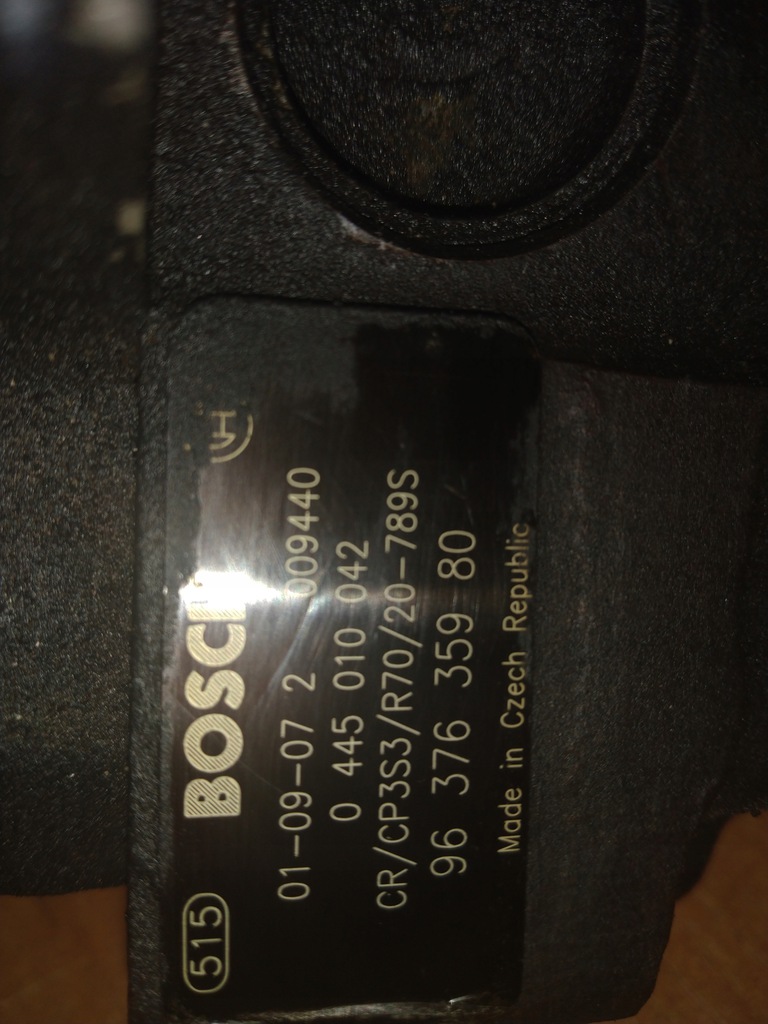 515 BOSCH
01-09-07 2 009440
0 445 010 042
CR/CP3S3/R70/20-789S
96 376 359 80
Made in Czech Republic